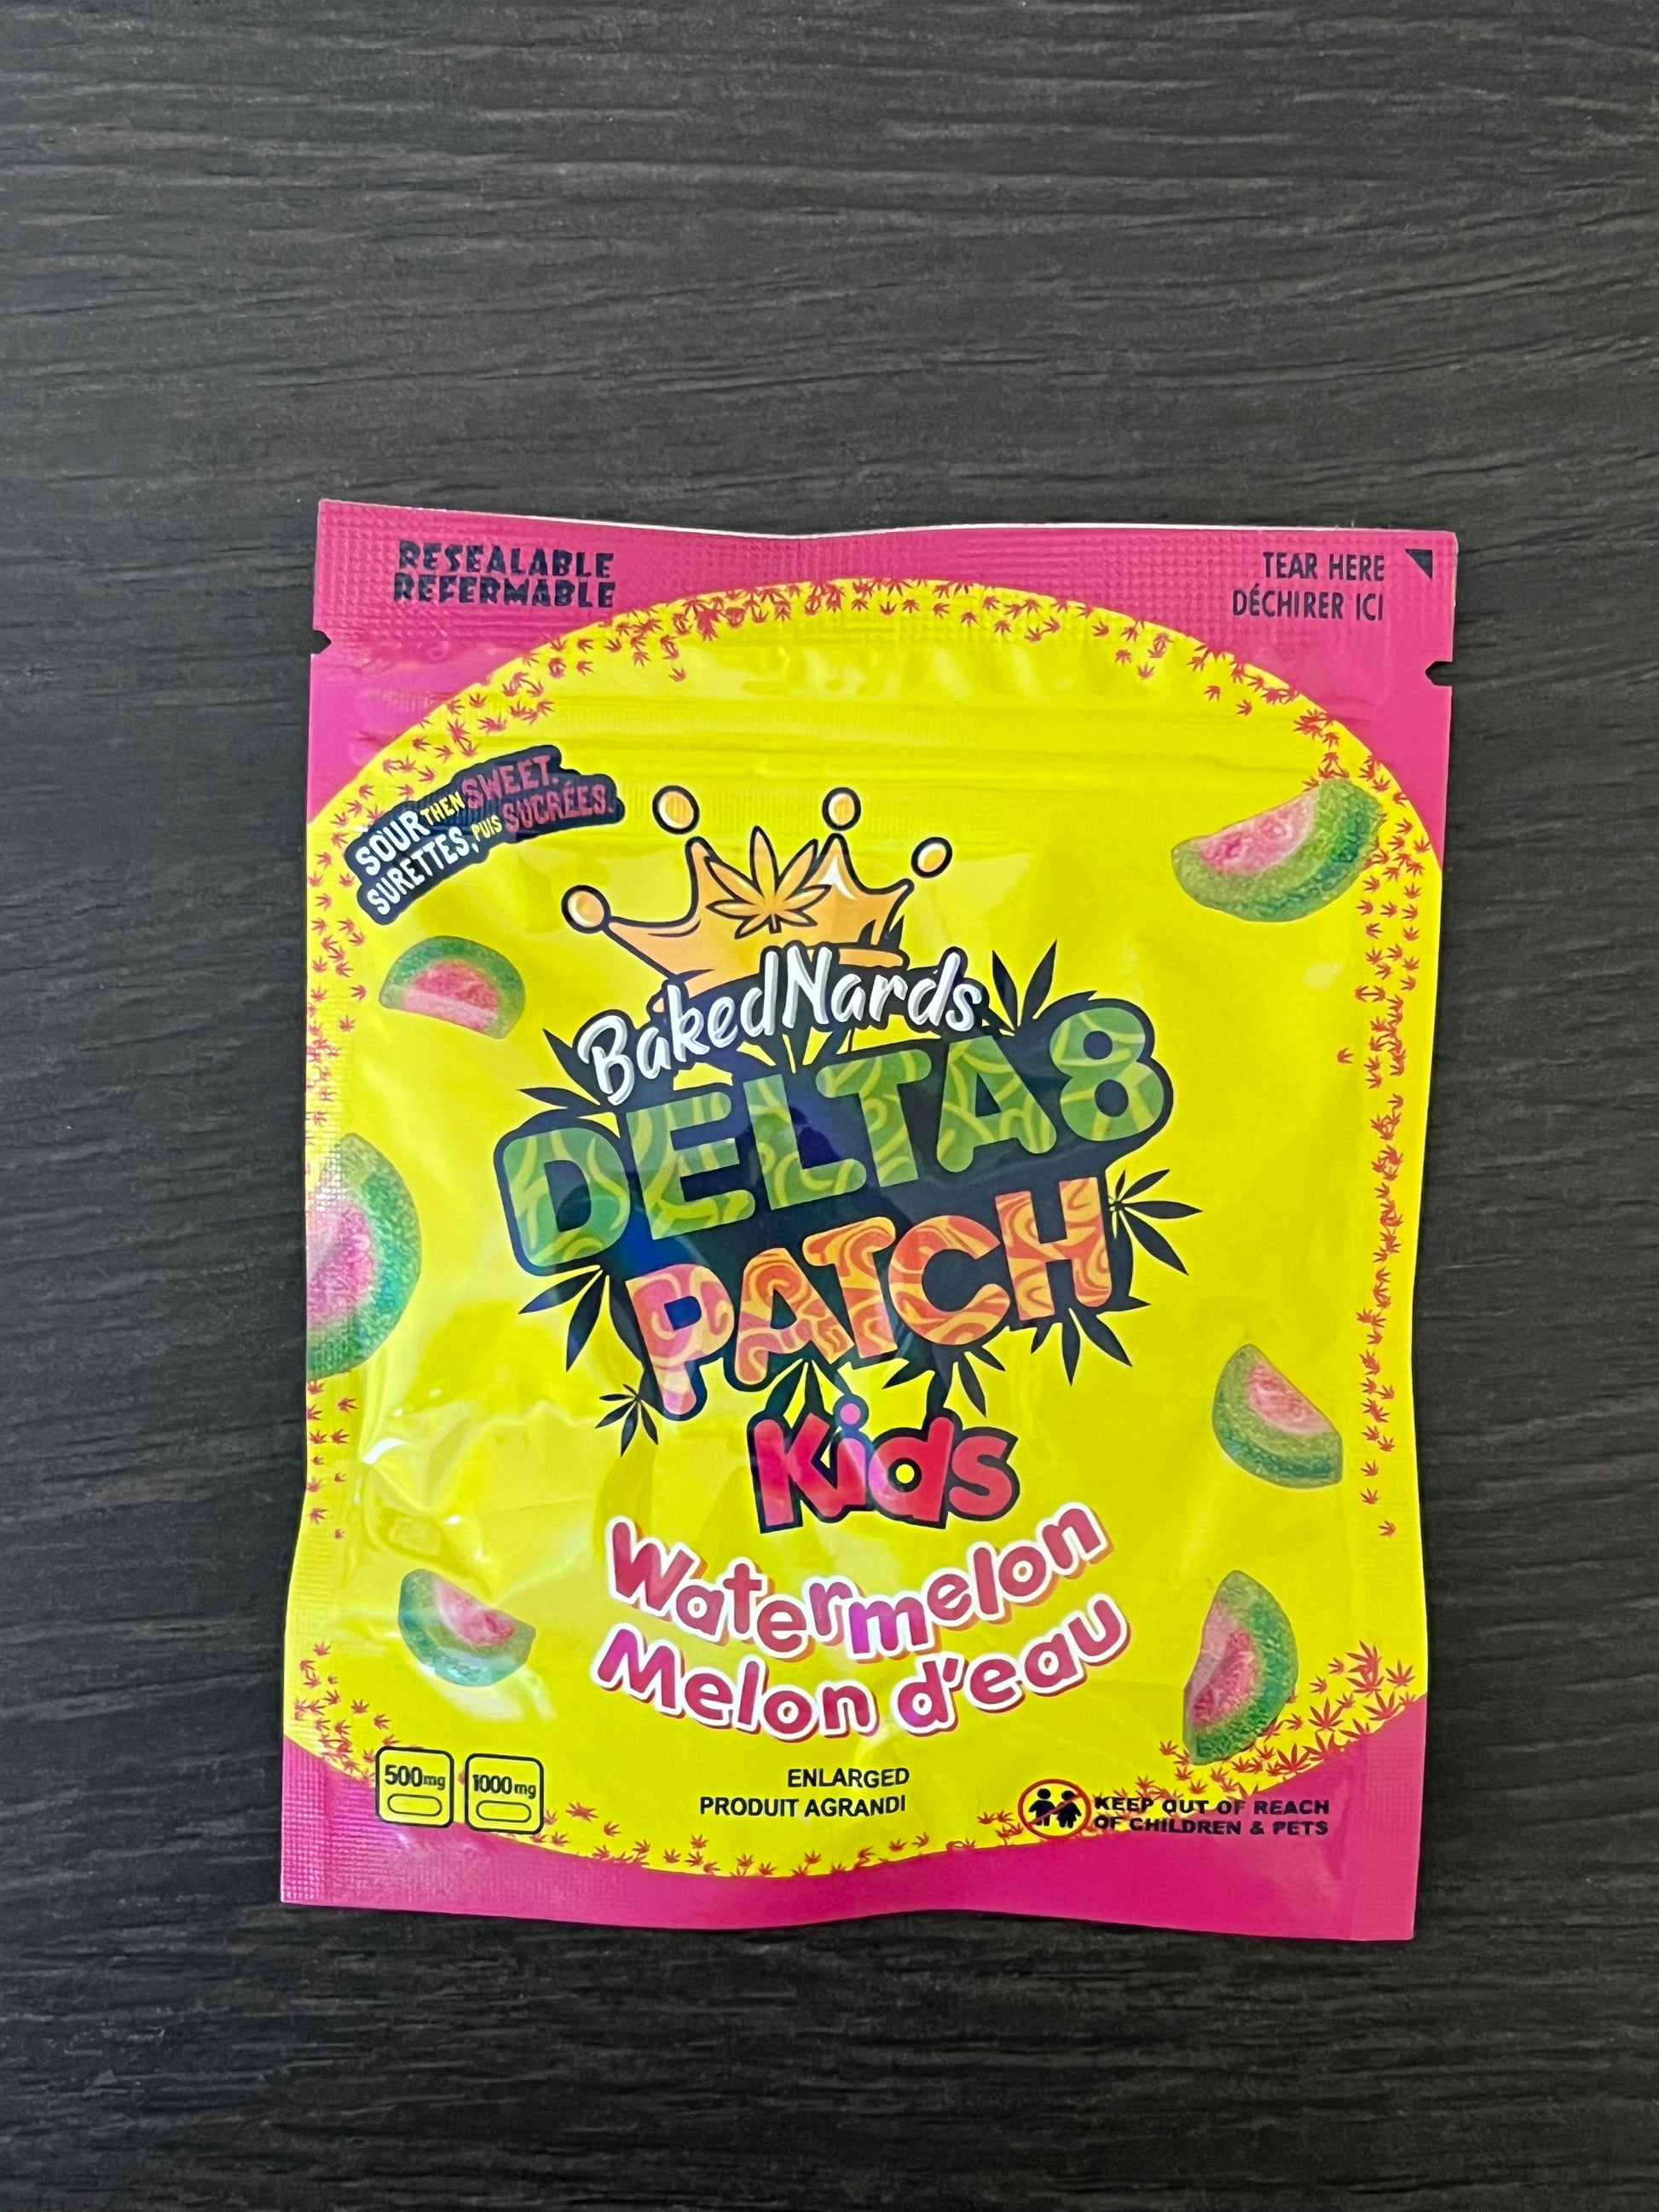 RESEALABLE
REFERMABLE
TEAR HERE
DÉCHIRER ICI
SOUR THEN SWEET.
SURETTES, PUIS SUCRÉES.
BakedNards
DELTA8
PATCH
Kids
Watermelon
Melon d'eau
500mg
1000mg
ENLARGED
PRODUIT AGRANDI
KEEP OUT OF REACH
OF CHILDREN & PETS